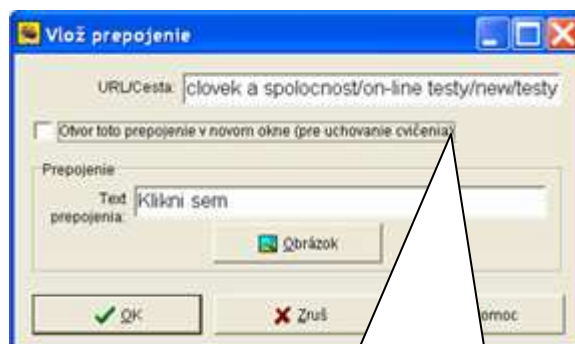 Vlož prepojenie
URL/Cesta: clovek a spolocnost/on-line testy/new/testy
Otvor toto prepojenie v novom okne (pre uchovanie cvičenia)
Prepojenie
Text prepojenia: Klikni sem
Obrázok
OK Zruš omoc